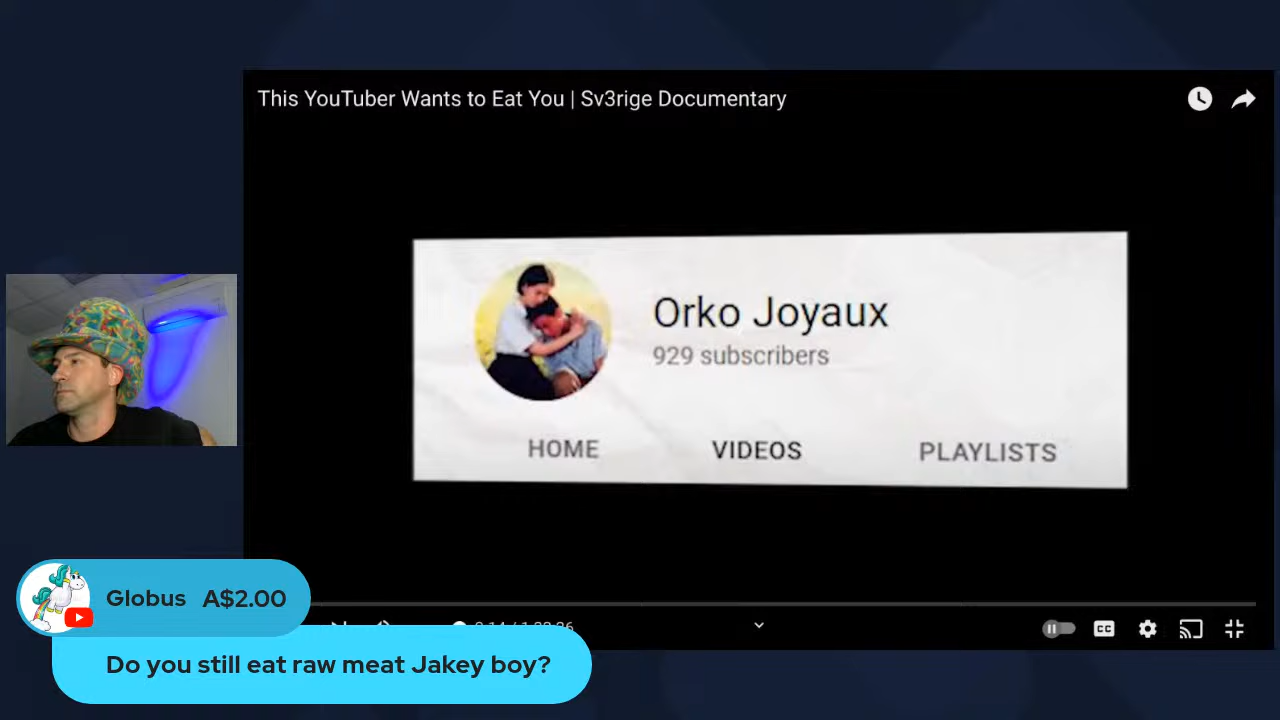 This YouTuber Wants to Eat You | Sv3rige Documentary
Orko Joyaux
929 subscribers
HOME VIDEOS PLAYLISTS
Globus A$2.00
CC
Do you still eat raw meat Jakey boy?